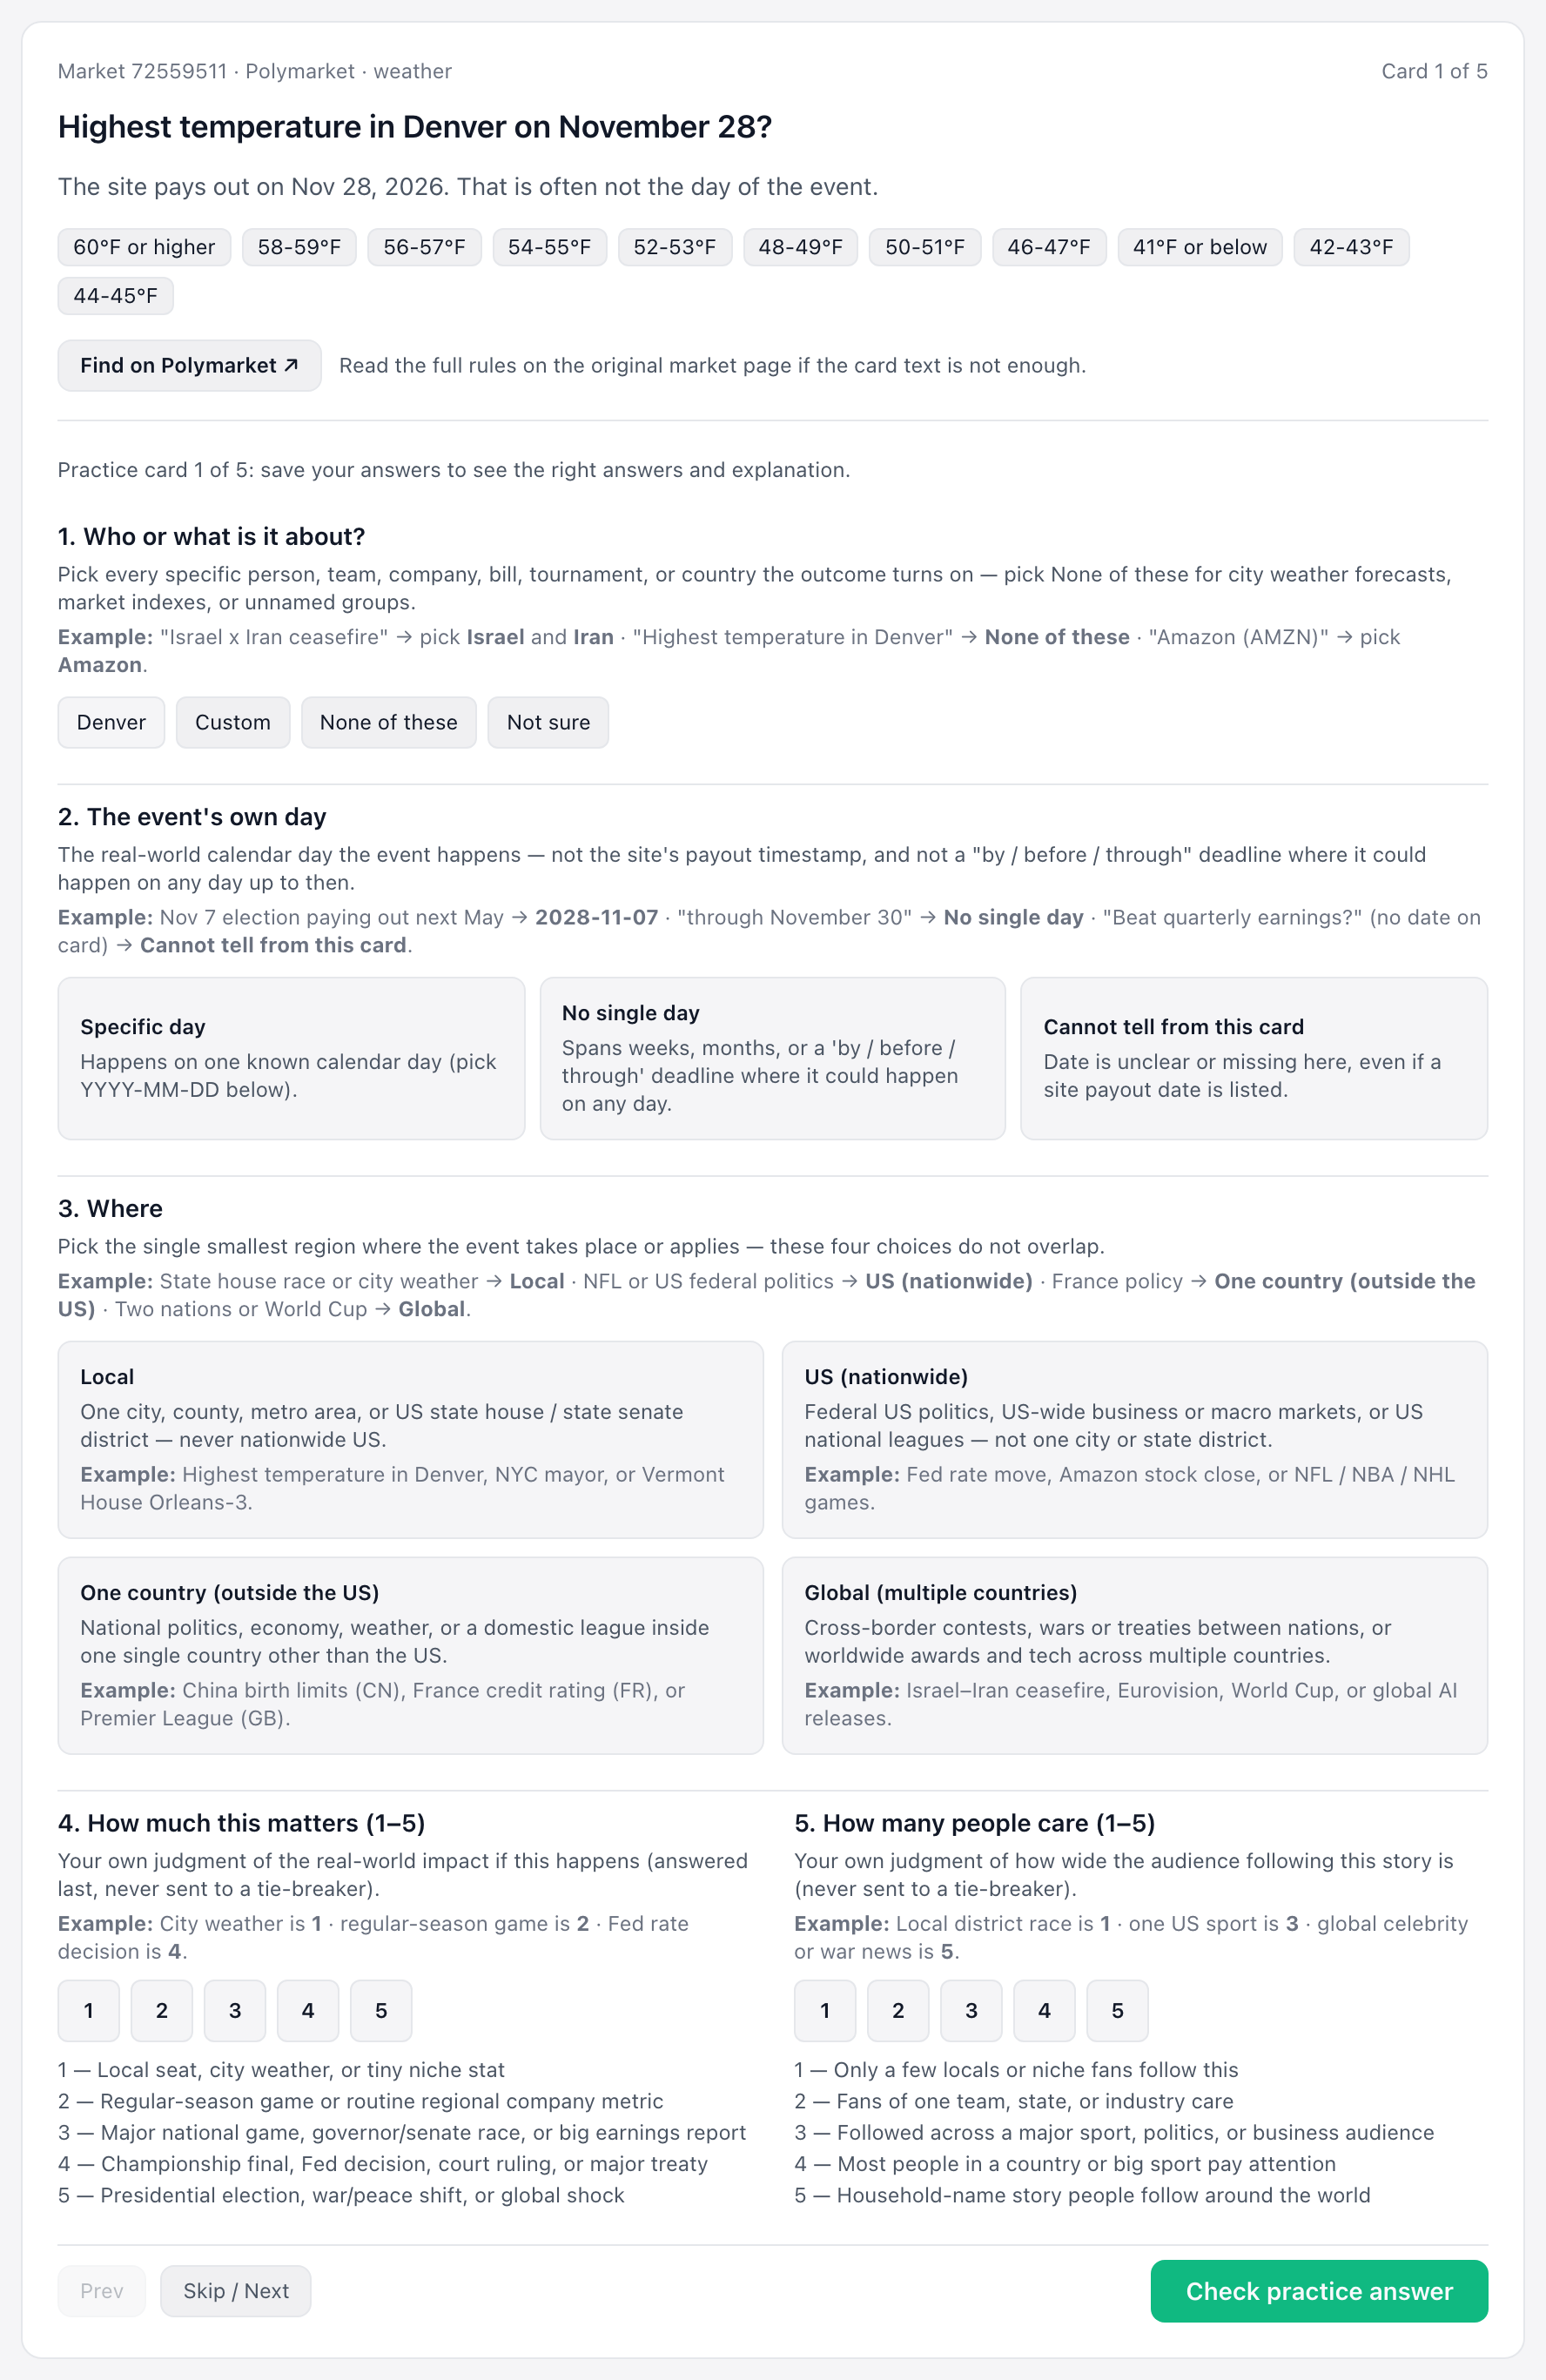 Market 72559511 · Polymarket · weather
Card 1 of 5
Highest temperature in Denver on November 28?
The site pays out on Nov 28, 2026. That is often not the day of the event.
60°F or higher
58-59°F
56-57°F
54-55°F
52-53°F
48-49°F
50-51°F
46-47°F
41°F or below
42-43°F
44-45°F
Find on Polymarket ↗
Read the full rules on the original market page if the card text is not enough.
Practice card 1 of 5: save your answers to see the right answers and explanation.
1. Who or what is it about?
Pick every specific person, team, company, bill, tournament, or country the outcome turns on — pick None of these for city weather forecasts,
market indexes, or unnamed groups.
Example: "Israel x Iran ceasefire" → pick Israel and Iran · "Highest temperature in Denver" → None of these · "Amazon (AMZN)" → pick
Amazon.
Denver
Custom
None of these
Not sure
2. The event's own day
The real-world calendar day the event happens — not the site's payout timestamp, and not a "by / before / through" deadline where it could
happen on any day up to then.
Example: Nov 7 election paying out next May → 2028-11-07 · "through November 30" → No single day · "Beat quarterly earnings?" (no date on
card) → Cannot tell from this card.
Specific day
Happens on one known calendar day (pick
YYYY-MM-DD below).
No single day
Spans weeks, months, or a 'by / before /
through' deadline where it could happen
on any day.
Cannot tell from this card
Date is unclear or missing here, even if a
site payout date is listed.
3. Where
Pick the single smallest region where the event takes place or applies — these four choices do not overlap.
Example: State house race or city weather → Local · NFL or US federal politics → US (nationwide) · France policy → One country (outside the
US) · Two nations or World Cup → Global.
Local
One city, county, metro area, or US state house / state senate
district — never nationwide US.
Example: Highest temperature in Denver, NYC mayor, or Vermont
House Orleans-3.
US (nationwide)
Federal US politics, US-wide business or macro markets, or US
national leagues — not one city or state district.
Example: Fed rate move, Amazon stock close, or NFL / NBA / NHL
games.
One country (outside the US)
National politics, economy, weather, or a domestic league inside
one single country other than the US.
Example: China birth limits (CN), France credit rating (FR), or
Premier League (GB).
Global (multiple countries)
Cross-border contests, wars or treaties between nations, or
worldwide awards and tech across multiple countries.
Example: Israel–Iran ceasefire, Eurovision, World Cup, or global AI
releases.
4. How much this matters (1–5)
Your own judgment of the real-world impact if this happens (answered
last, never sent to a tie-breaker).
Example: City weather is 1 · regular-season game is 2 · Fed rate
decision is 4.
1
2
3
4
5
1 — Local seat, city weather, or tiny niche stat
2 — Regular-season game or routine regional company metric
3 — Major national game, governor/senate race, or big earnings report
4 — Championship final, Fed decision, court ruling, or major treaty
5 — Presidential election, war/peace shift, or global shock
5. How many people care (1–5)
Your own judgment of how wide the audience following this story is
(never sent to a tie-breaker).
Example: Local district race is 1 · one US sport is 3 · global celebrity
or war news is 5.
1
2
3
4
5
1 — Only a few locals or niche fans follow this
2 — Fans of one team, state, or industry care
3 — Followed across a major sport, politics, or business audience
4 — Most people in a country or big sport pay attention
5 — Household-name story people follow around the world
Prev
Skip / Next
Check practice answer